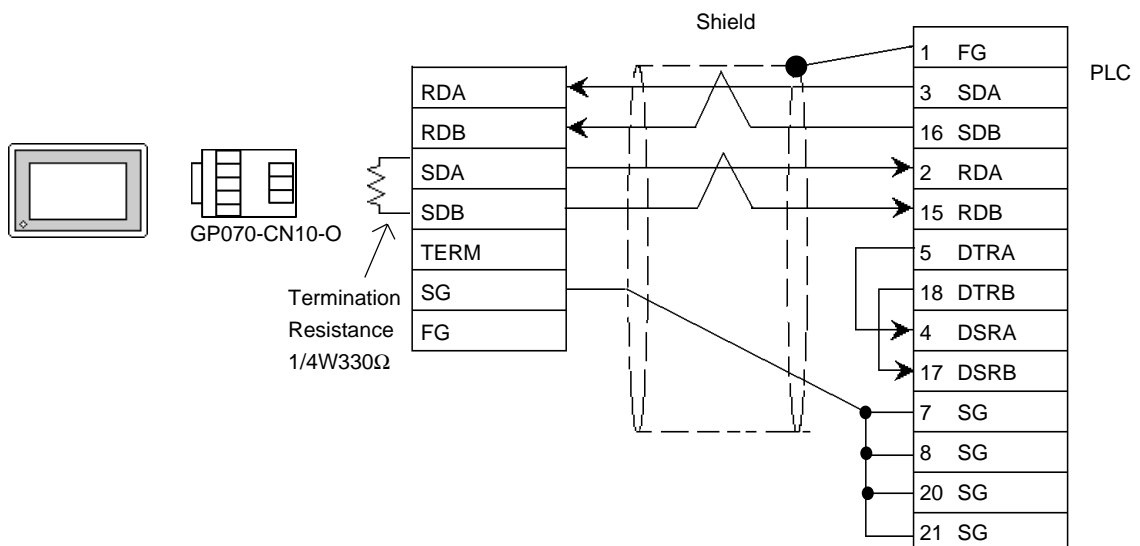 Shield
PLC
RDA
RDB
SDA
SDB
TERM
SG
FG
GP070-CN10-O
Termination
Resistance
1/4W330Ω
1 FG
3 SDA
16 SDB
2 RDA
15 RDB
5 DTRA
18 DTRB
4 DSRA
17 DSRB
7 SG
8 SG
20 SG
21 SG